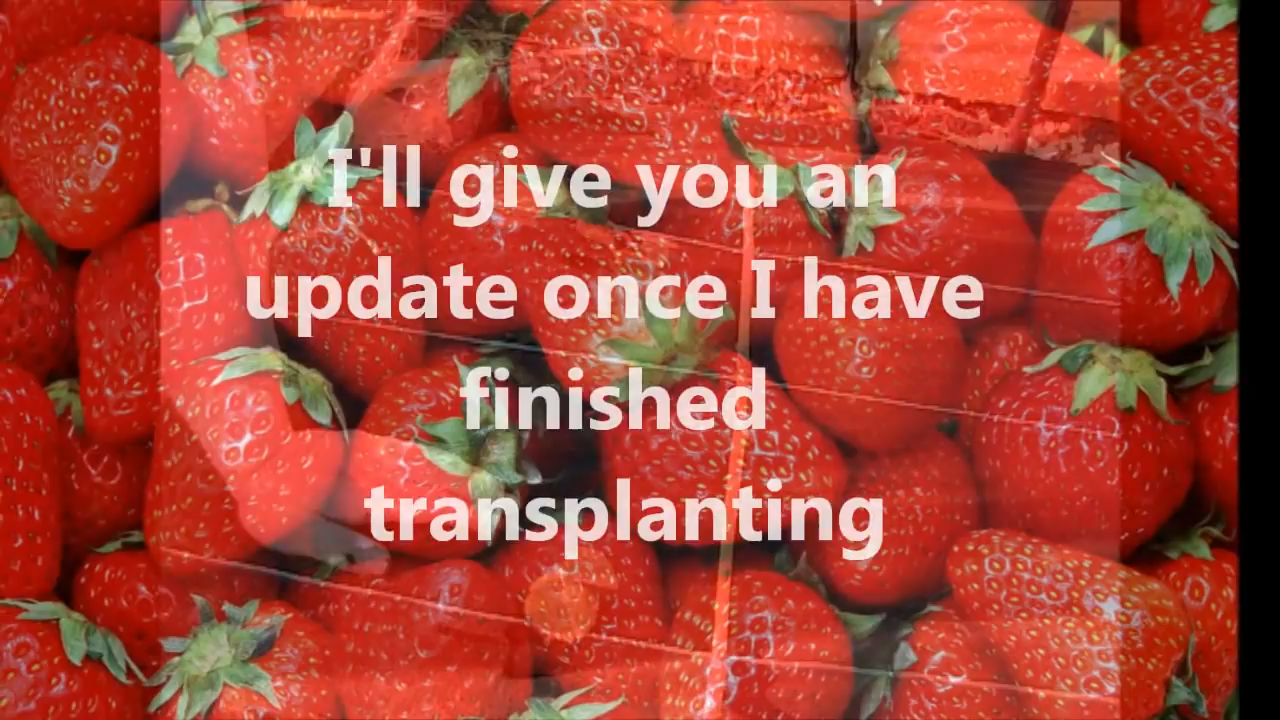 I'll give you an
update once I have
finished
transplanting